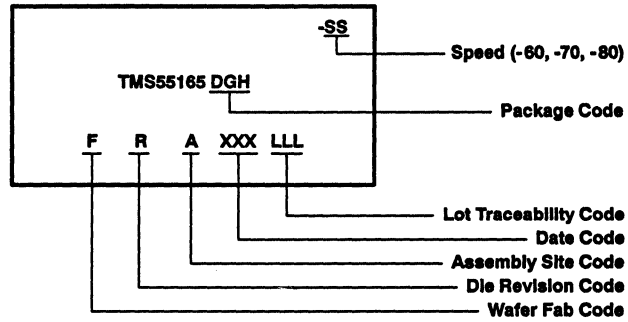 -SS
Speed (-60, -70, -80)
TMS55165 DGH
Package Code
F R A XXX LLL
Lot Traceability Code
Date Code
Assembly Site Code
Die Revision Code
Wafer Fab Code